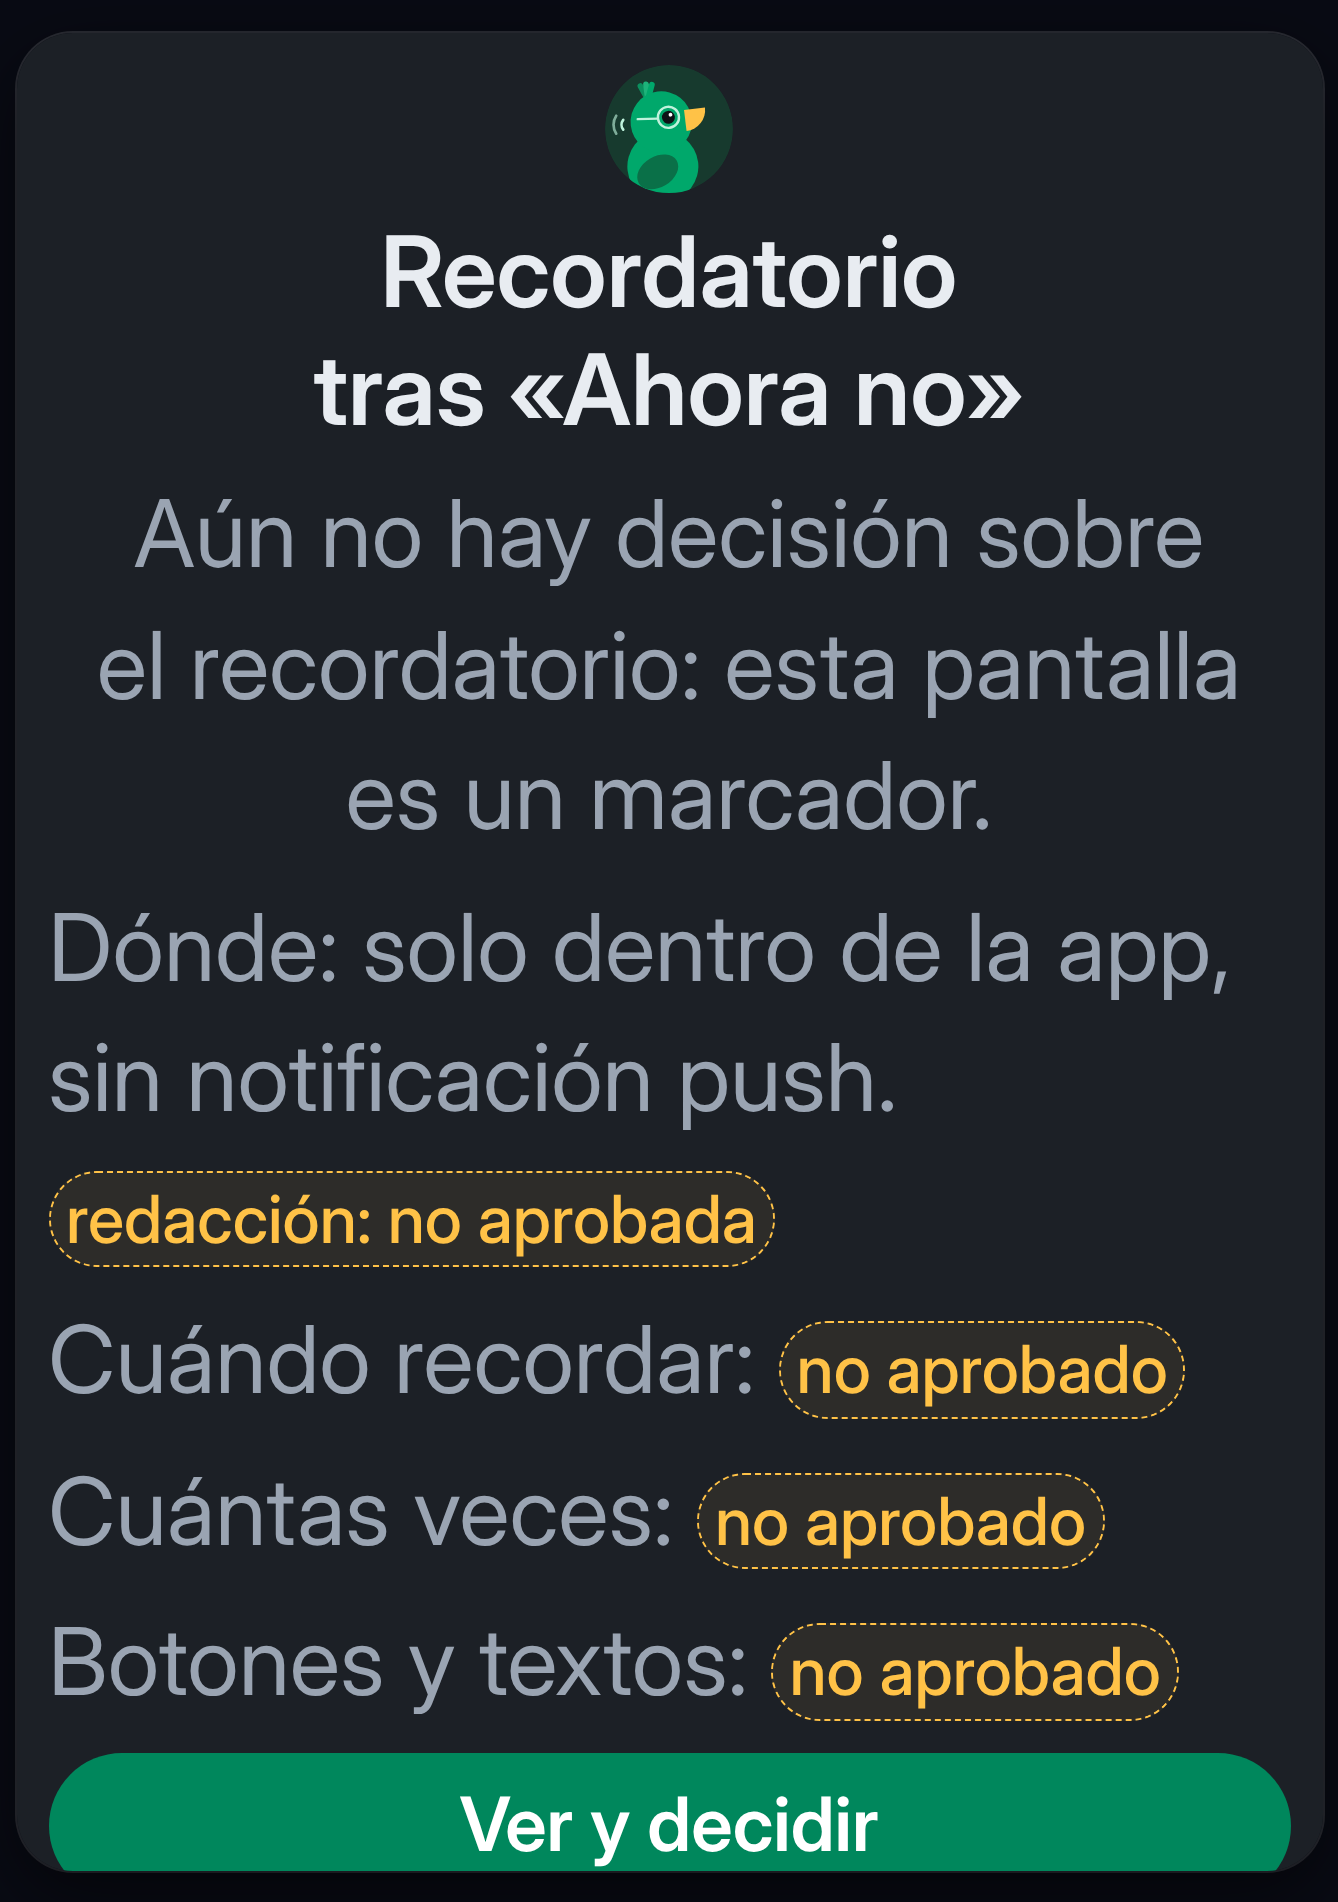 Recordatorio
tras «Ahora no»
Aún no hay decisión sobre
el recordatorio: esta pantalla
es un marcador.
Dónde: solo dentro de la app,
sin notificación push.
redacción: no aprobada
Cuándo recordar: no aprobado
Cuántas veces: no aprobado
Botones y textos: no aprobado
Ver y decidir